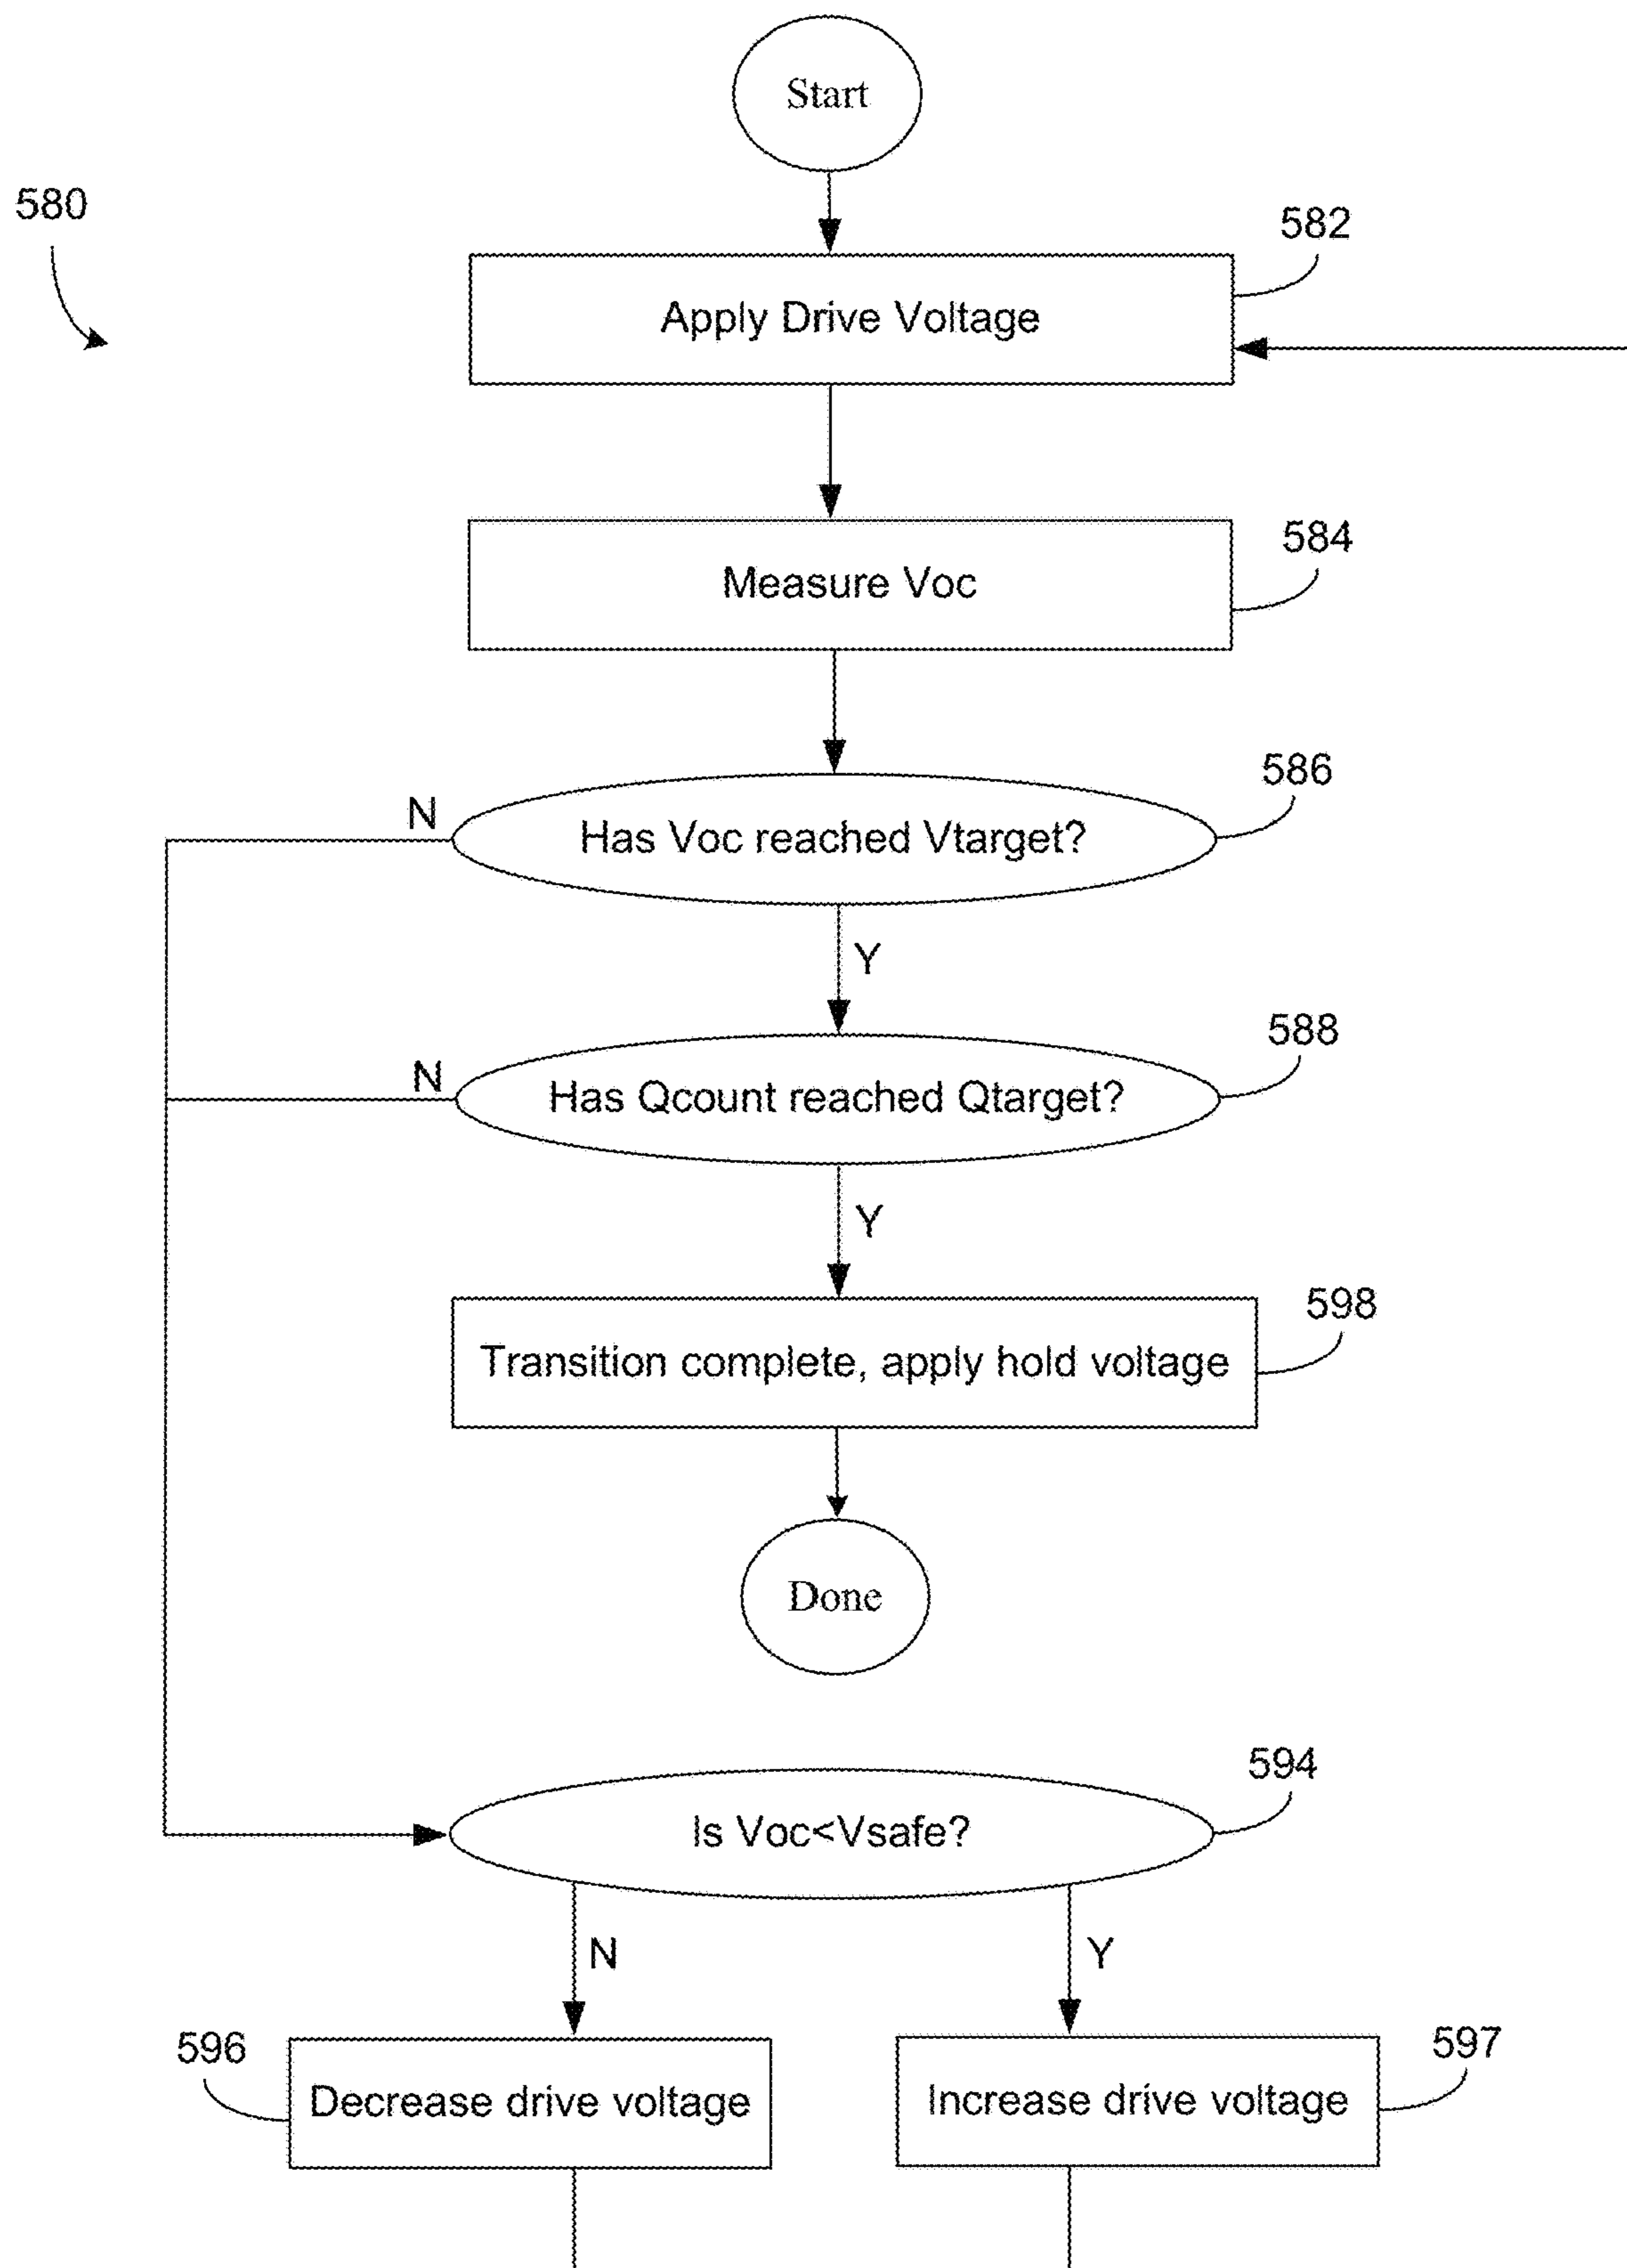 Start
580
582
Apply Drive Voltage
584
Measure Voc
586
N
Has Voc reached Vtarget?
Y
588
N
Has Qcount reached Qtarget?
Y
598
Transition complete, apply hold voltage
Done
594
Is Voc<Vsafe?
N
Y
596
Decrease drive voltage
597
Increase drive voltage